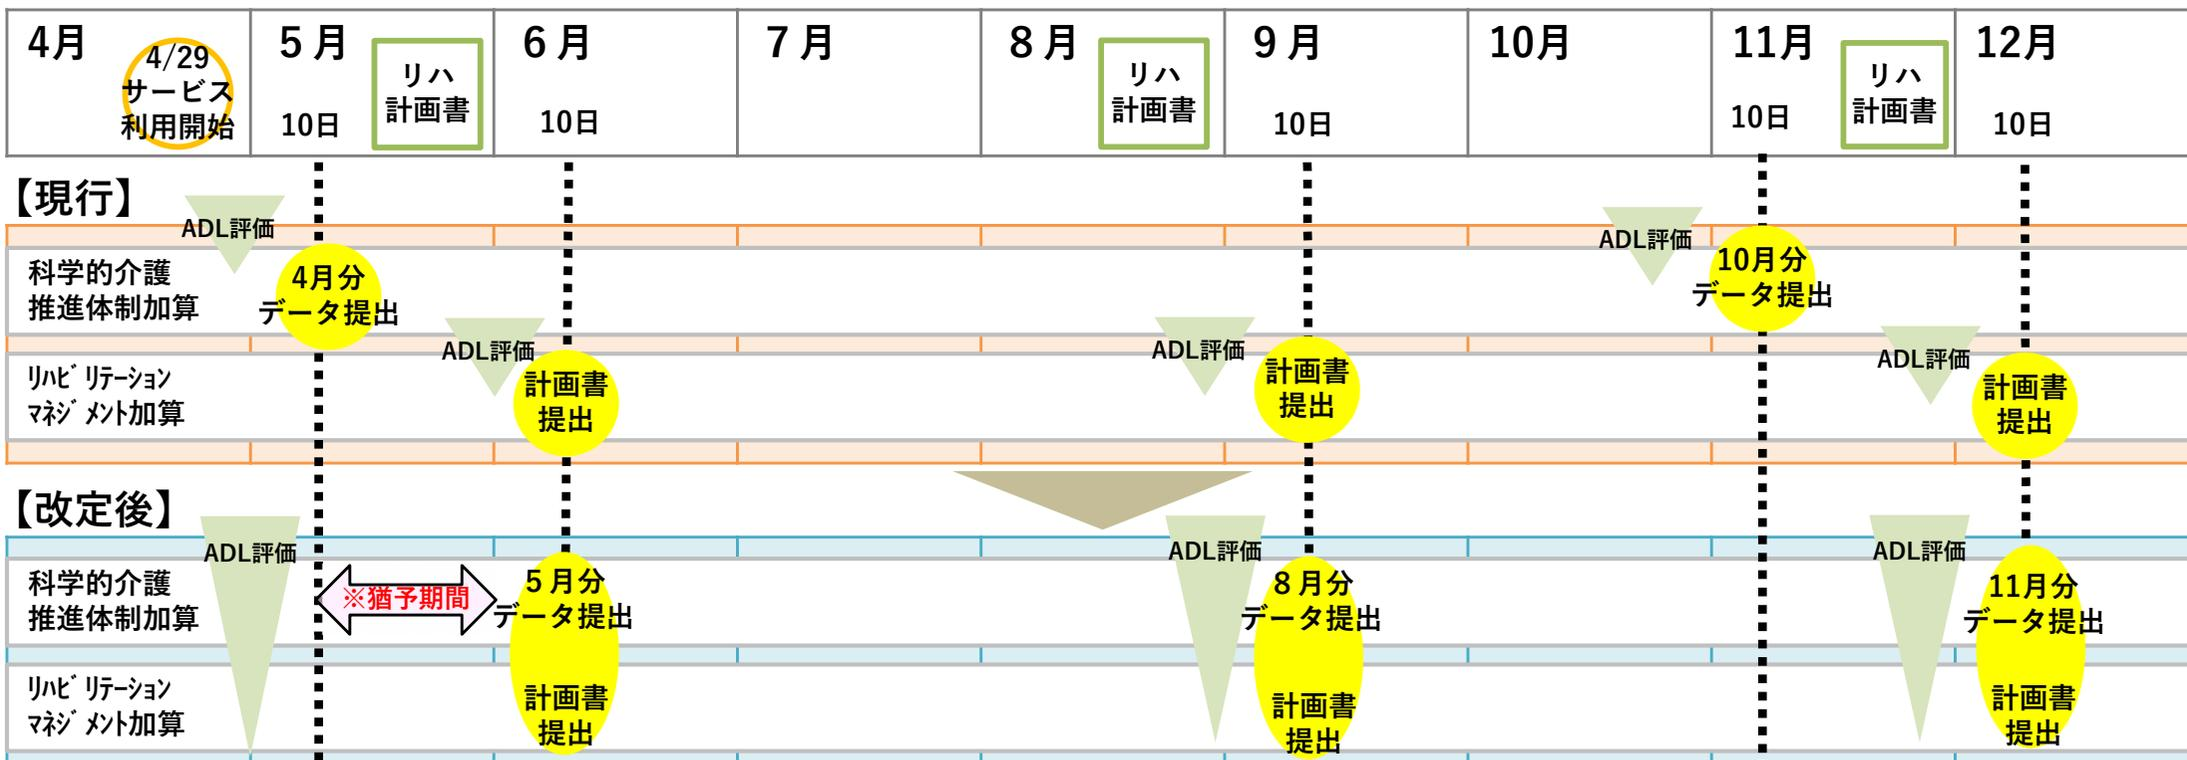 4月
4/29
サービス
利用開始
5月
10日
リハ
計画書
6月
10日
7月
8月
リハ
計画書
9月
10日
10月
11月
10日
リハ
計画書
12月
10日
【現行】
ADL評価
ADL評価
科学的介護
推進体制加算
4月分
データ提出
10月分
データ提出
ADL評価
ADL評価
ADL評価
リハビリテーション
マネジメント加算
計画書
提出
計画書
提出
計画書
提出
【改定後】
ADL評価
ADL評価
ADL評価
科学的介護
推進体制加算
※猶予期間
5月分
データ提出
8月分
データ提出
11月分
データ提出
リハビリテーション
マネジメント加算
計画書
提出
計画書
提出
計画書
提出